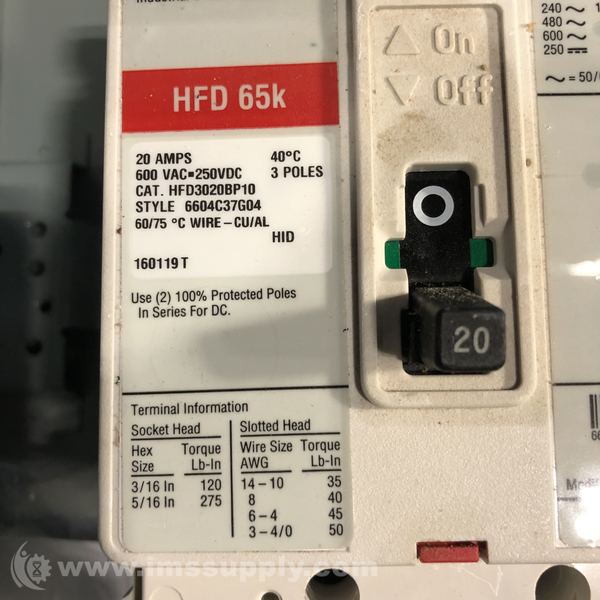 HFD 65k
20 AMPS 40°C
600 VAC=250VDC 3 POLES
CAT. HFD3020BP10
STYLE 6604C37G04
60/75 °C WIRE-CU/AL
HID
160119 T
Use (2) 100% Protected Poles
In Series For DC.
Terminal Information
Socket Head
Hex Size Torque Lb-In
3/16 In 120
5/16 In 275
Slotted Head
Wire Size AWG Torque Lb-In
14-10 35
8 40
6-4 45
3-4/0 50
On
Off
O
20
240 ~
480 ~
600 ~
250
~ = 50/
www.imssupply.com